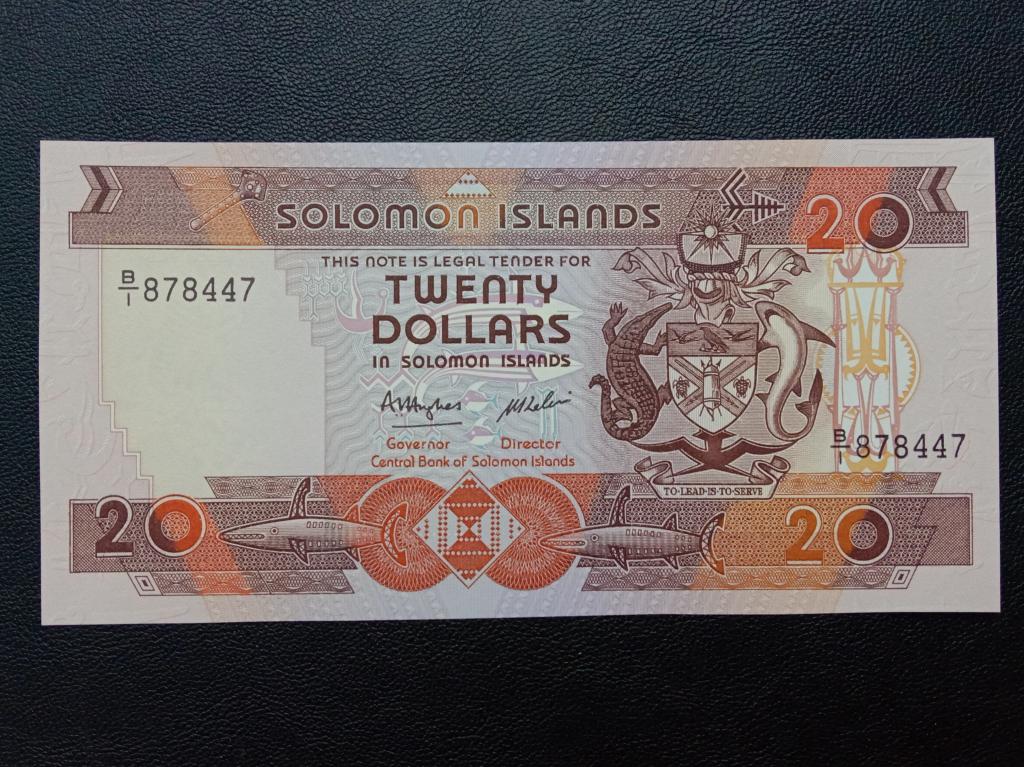 SOLOMON ISLANDS
20
THIS NOTE IS LEGAL TENDER FOR
TWENTY
DOLLARS
IN SOLOMON ISLANDS
B/1 878447
Governor Director
Central Bank of Solomon Islands
B/1 878447
TO·LEAD·IS·TO·SERVE
20
20